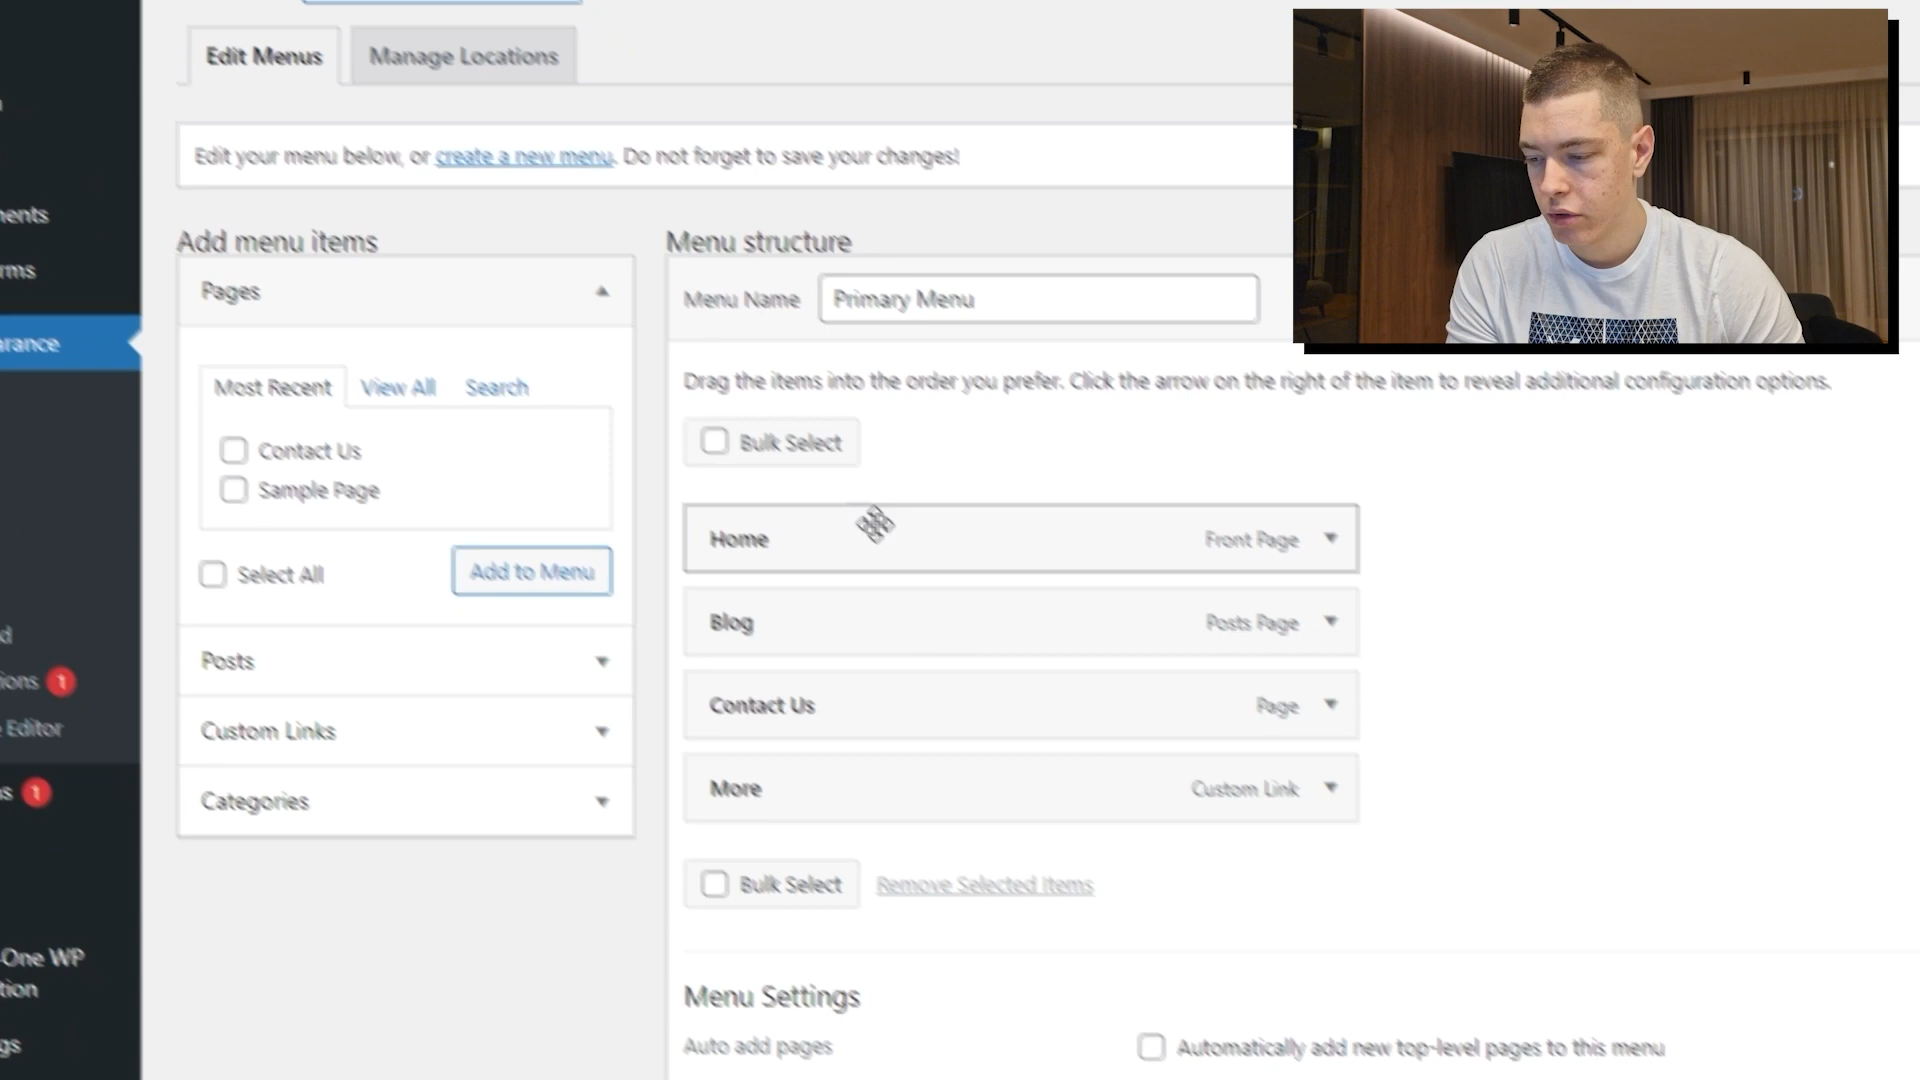 Edit Menus
Manage Locations
Edit your menu below, or create a new menu. Do not forget to save your changes!
Add menu items
Menu structure
Pages
Menu Name
Primary Menu
Drag the items into the order you prefer. Click the arrow on the right of the item to reveal additional configuration options.
Most Recent
View All
Search
Contact Us
Sample Page
Select All
Add to Menu
Bulk Select
Home
Front Page
Blog
Posts Page
Contact Us
Page
More
Custom Link
Posts
Custom Links
Categories
Bulk Select
Remove Selected Items
Menu Settings
Auto add pages
Automatically add new top-level pages to this menu
1
Editor
1
-One WP